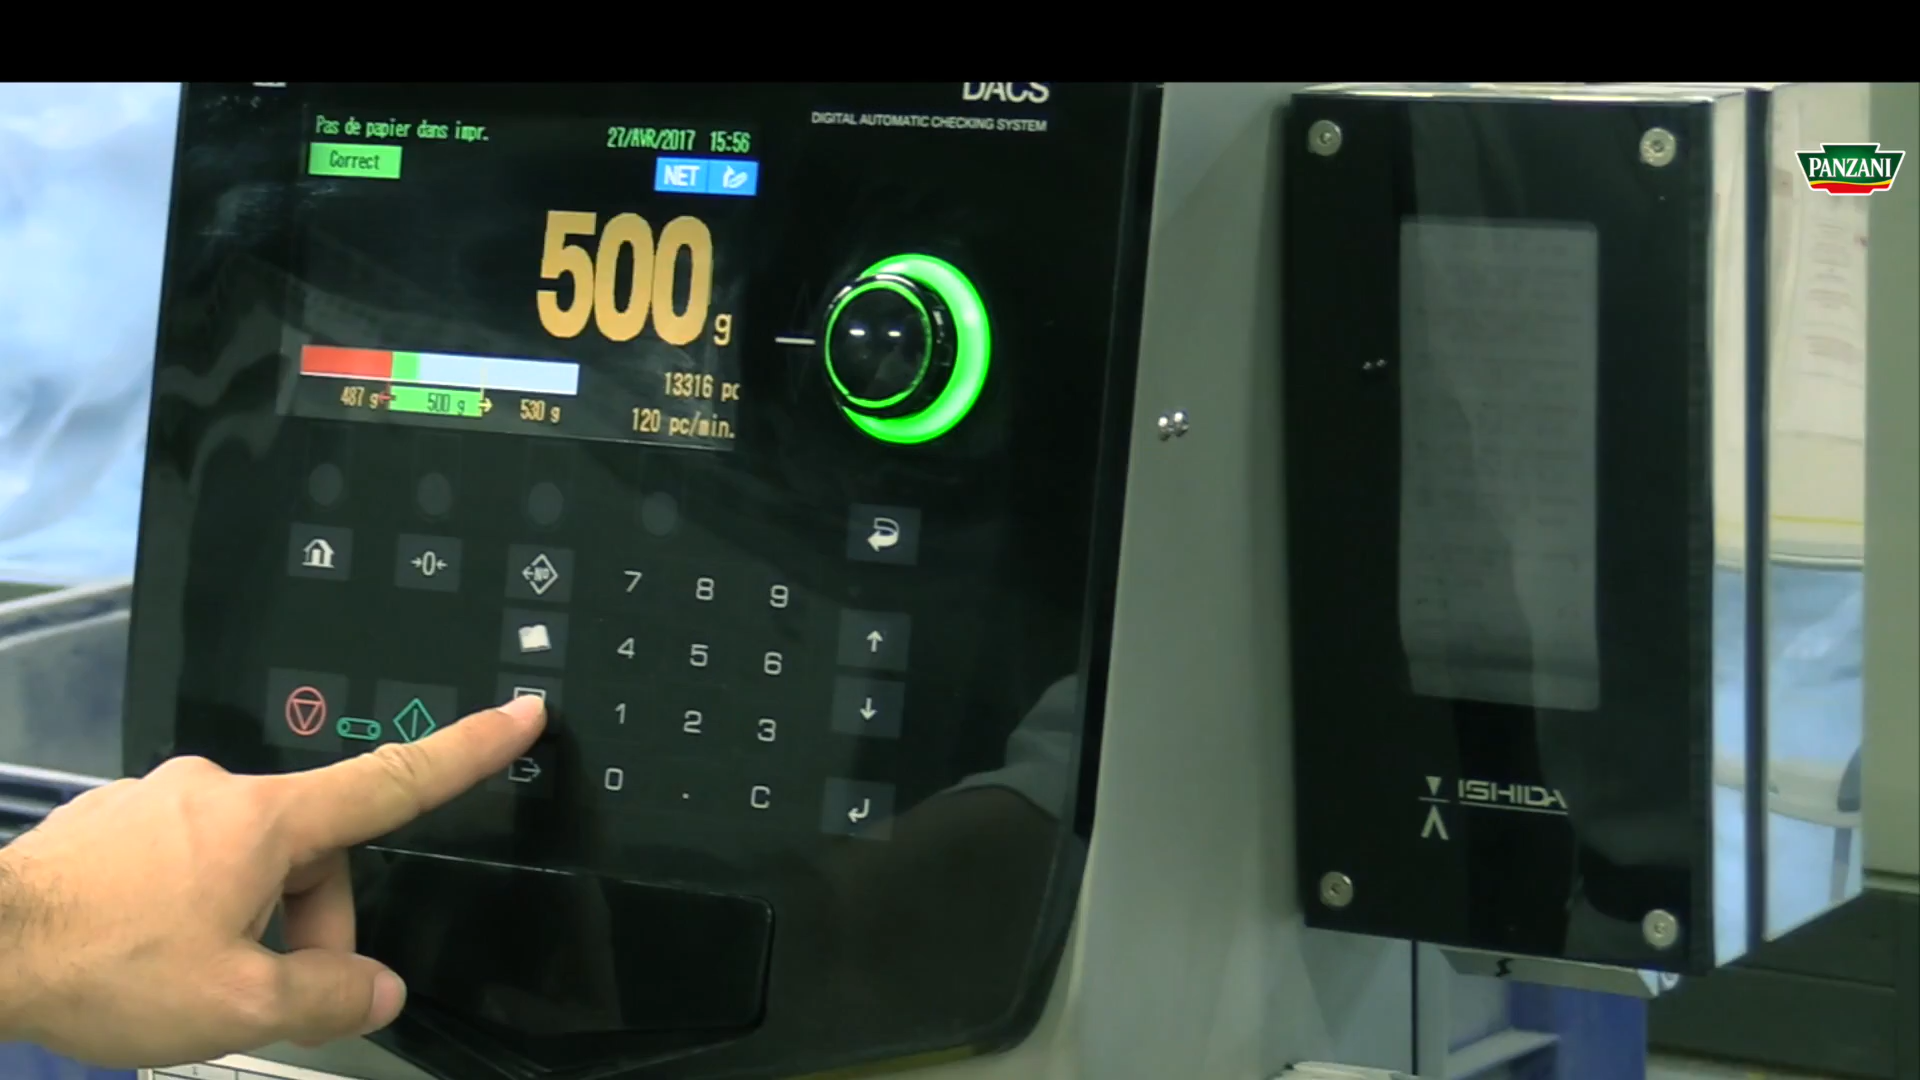 DACS
DIGITAL AUTOMATIC CHECKING SYSTEM
Pas de papier dans impr.
27/AVR/2017 15:56
Correct
NET
PANZANI
500 g
13316 pc
487 g 500 g 530 g
120 pc/min.
→0←
←No
7 8 9
4 5 6
1 2 3
0 . C
ISHIDA